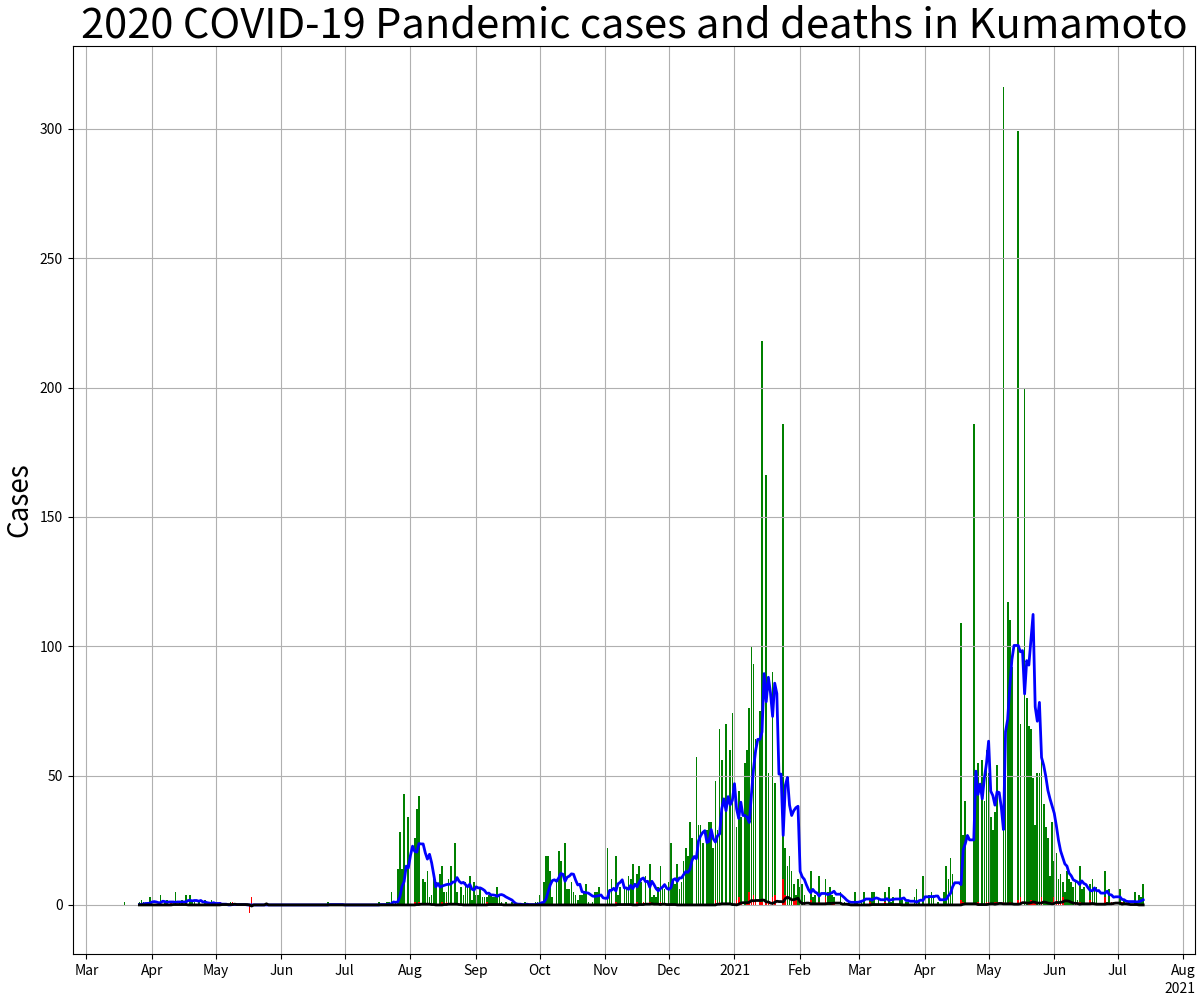 2020 COVID-19 Pandemic cases and deaths in Kumamoto
Cases
300
250
200
150
100
50
0
Mar Apr May Jun Jul Aug Sep Oct Nov Dec 2021 Feb Mar Apr May Jun Jul Aug
2021